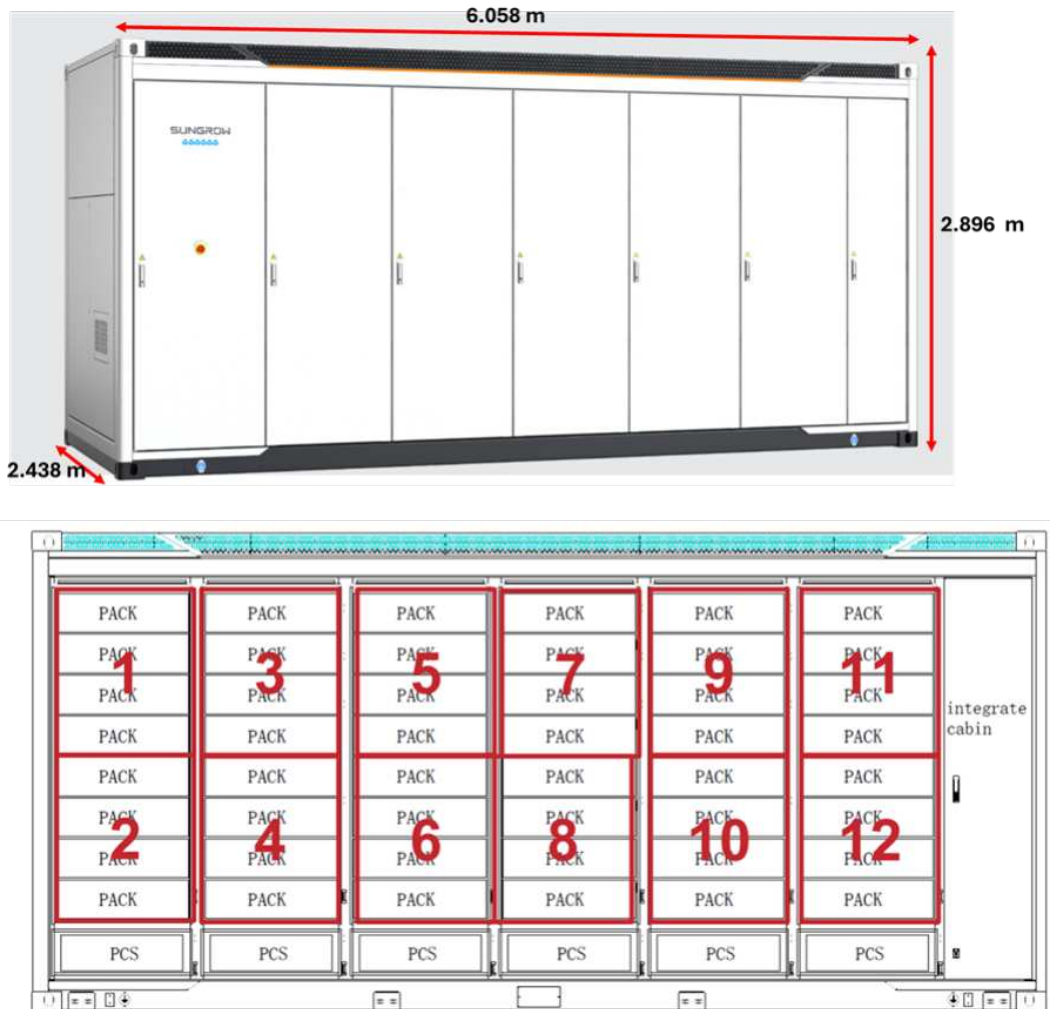 6.058 m
SUNGROW
2.896 m
2.438 m
PACK PACK PACK PACK PACK PACK
PACK PACK PACK PACK PACK PACK
1 3 5 7 9 11
PACK PACK PACK PACK PACK PACK
integrate
cabin
PACK PACK PACK PACK PACK PACK
PACK PACK PACK PACK PACK PACK
PACK PACK PACK PACK PACK PACK
2 4 6 8 10 12
PACK PACK PACK PACK PACK PACK
PACK PACK PACK PACK PACK PACK
PCS PCS PCS PCS PCS PCS